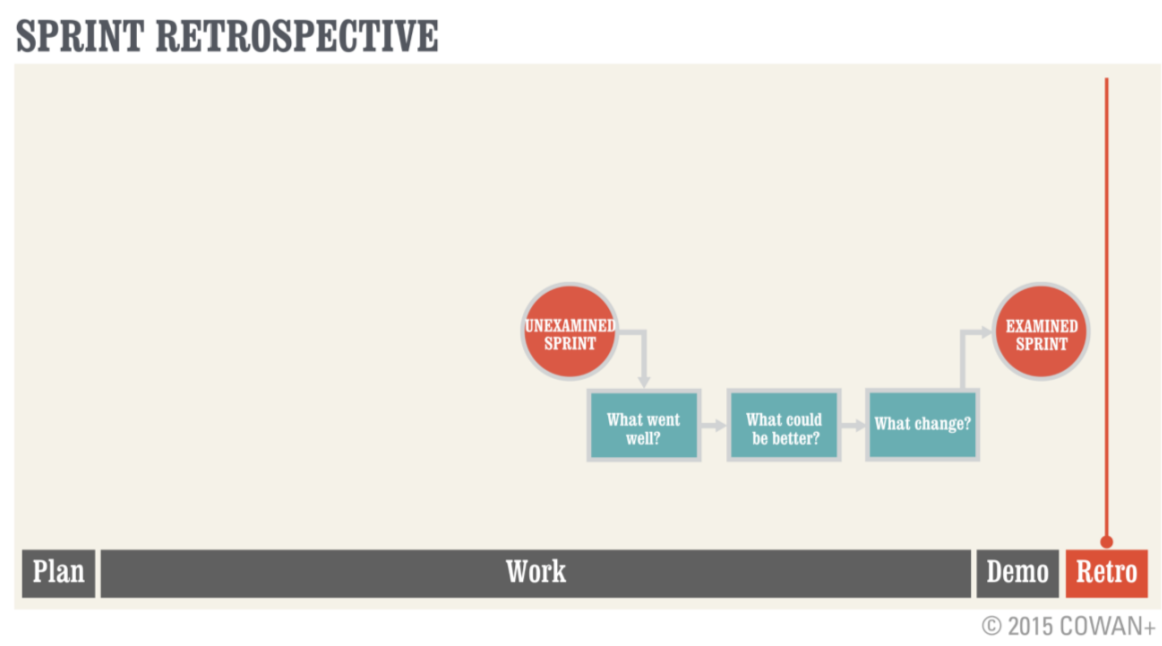 SPRINT RETROSPECTIVE
UNEXAMINED
SPRINT
EXAMINED
SPRINT
What went
well?
What could
be better?
What change?
Plan
Work
Demo
Retro
© 2015 COWAN+